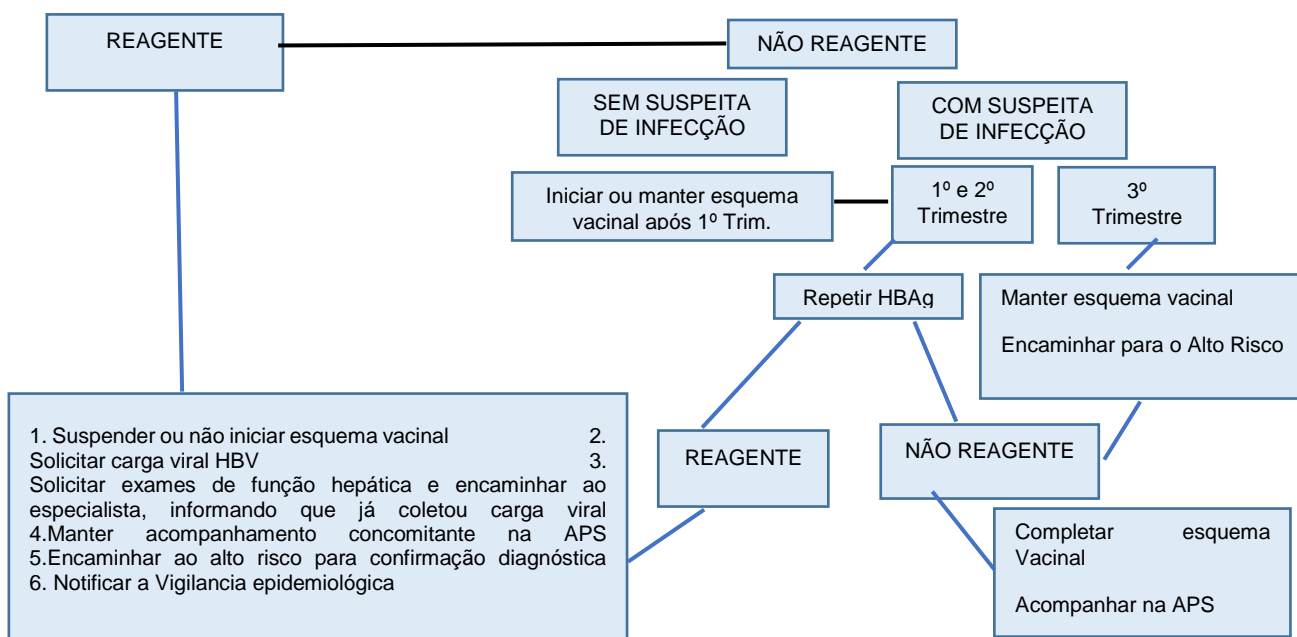 REAGENTE
NÃO REAGENTE
SEM SUSPEITA
DE INFECÇÃO
COM SUSPEITA
DE INFECÇÃO
Iniciar ou manter esquema
vacinal após 1º Trim.
1º e 2º
Trimestre
3º
Trimestre
Repetir HBAg
Manter esquema vacinal
Encaminhar para o Alto Risco
1. Suspender ou não iniciar esquema vacinal 2.
Solicitar carga viral HBV 3.
Solicitar exames de função hepática e encaminhar ao
especialista, informando que já coletou carga viral
4.Manter acompanhamento concomitante na APS
5.Encaminhar ao alto risco para confirmação diagnóstica
6. Notificar a Vigilancia epidemiológica
REAGENTE
NÃO REAGENTE
Completar esquema
Vacinal
Acompanhar na APS